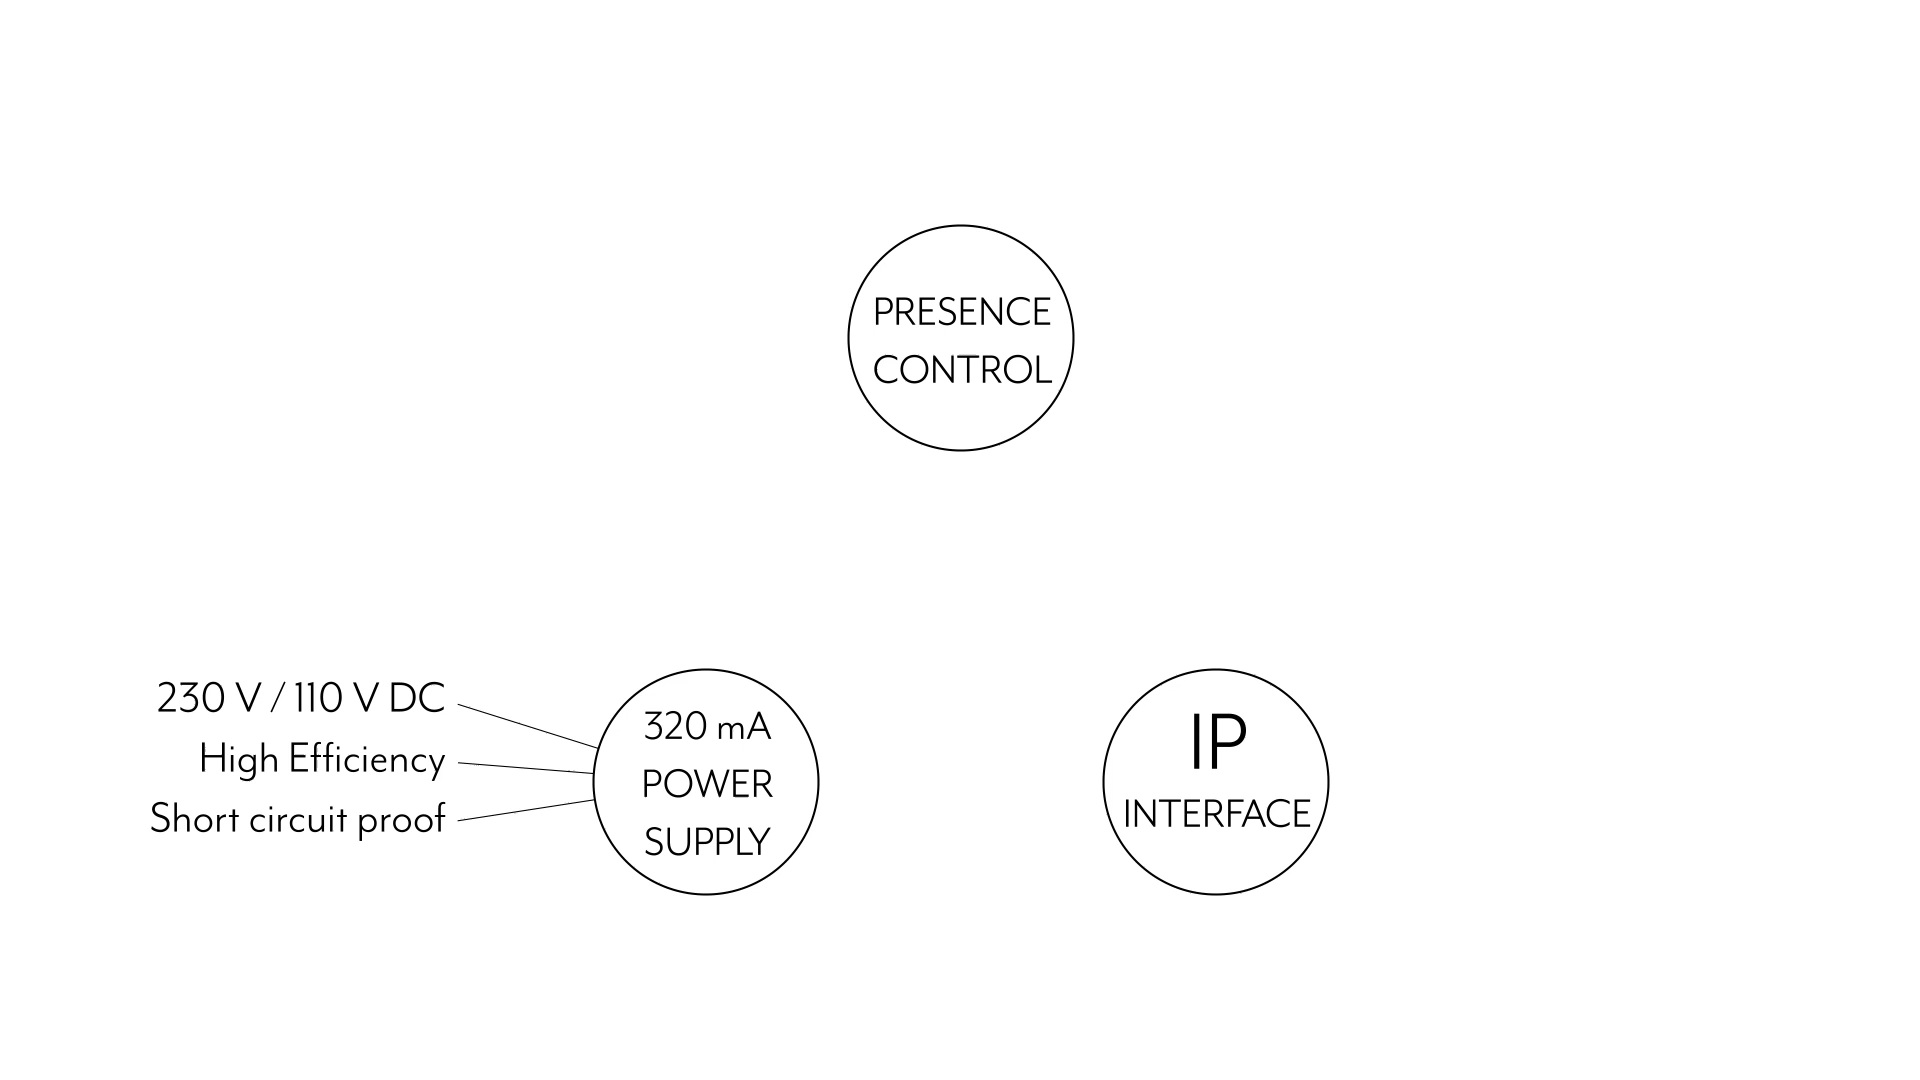 PRESENCE
CONTROL
230 V / 110 V DC
High Efficiency
Short circuit proof
320 mA
POWER
SUPPLY
IP
INTERFACE